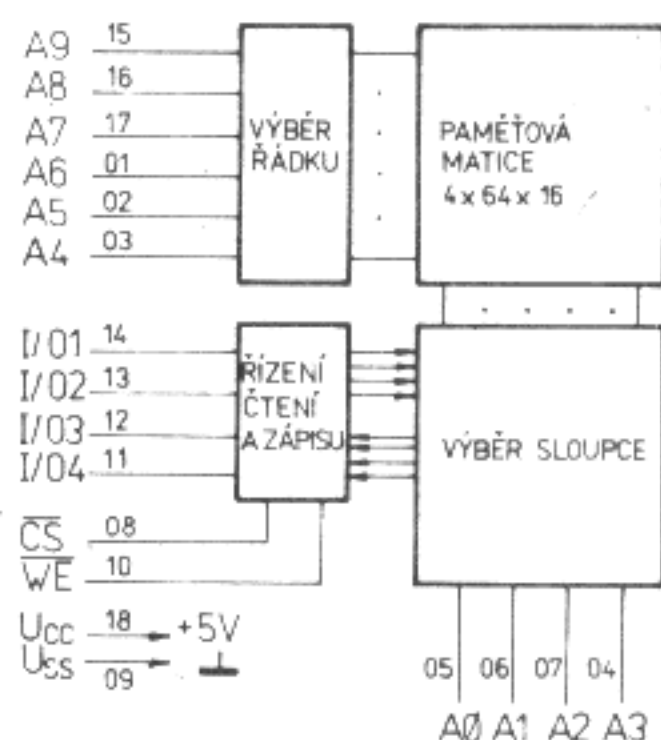 A9 15
A8 16
A7 17
A6 01
A5 02
A4 03
VÝBĚR
ŘÁDKU
PAMĚŤOVÁ
MATICE
4 x 64 x 16
I/O1 14
I/O2 13
I/O3 12
I/O4 11
ŘÍZENÍ
ČTENÍ
A ZÁPISU
VÝBĚR SLOUPCE
CS 08
WE 10
UCC 18 +5V
USS 09
05 06 07 04
AØ A1 A2 A3